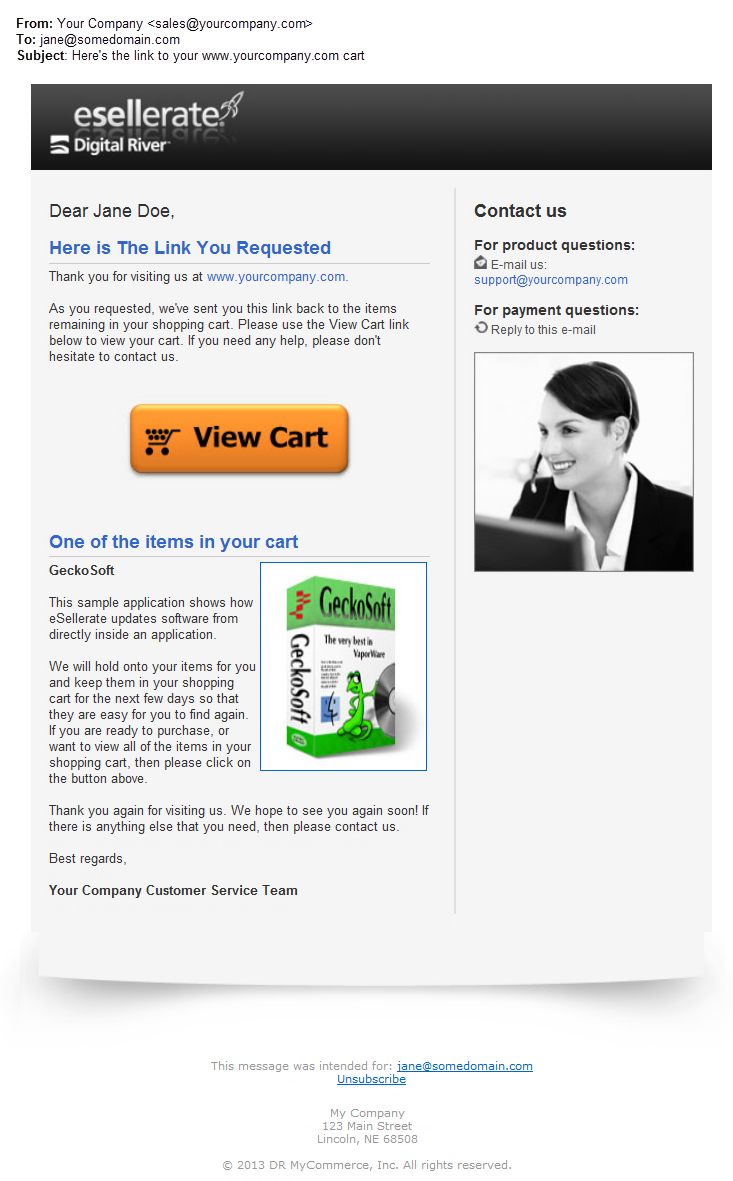 From: Your Company <sales@yourcompany.com>
To: jane@somedomain.com
Subject: Here's the link to your www.yourcompany.com cart
esellerate
Digital River
Dear Jane Doe,
Here is The Link You Requested
Thank you for visiting us at www.yourcompany.com.
As you requested, we've sent you this link back to the items
remaining in your shopping cart. Please use the View Cart link
below to view your cart. If you need any help, please don't
hesitate to contact us.
View Cart
One of the items in your cart
GeckoSoft
This sample application shows how
eSellerate updates software from
directly inside an application.
We will hold onto your items for you
and keep them in your shopping
cart for the next few days so that
they are easy for you to find again.
If you are ready to purchase, or
want to view all of the items in your
shopping cart, then please click on
the button above.
GeckoSoft
The very best in
VaporWare
GeckoSoft
Thank you again for visiting us. We hope to see you again soon! If
there is anything else that you need, then please contact us.
Best regards,
Your Company Customer Service Team
Contact us
For product questions:
E-mail us:
support@yourcompany.com
For payment questions:
Reply to this e-mail
This message was intended for: jane@somedomain.com
Unsubscribe
My Company
123 Main Street
Lincoln, NE 68508
© 2013 DR MyCommerce, Inc. All rights reserved.